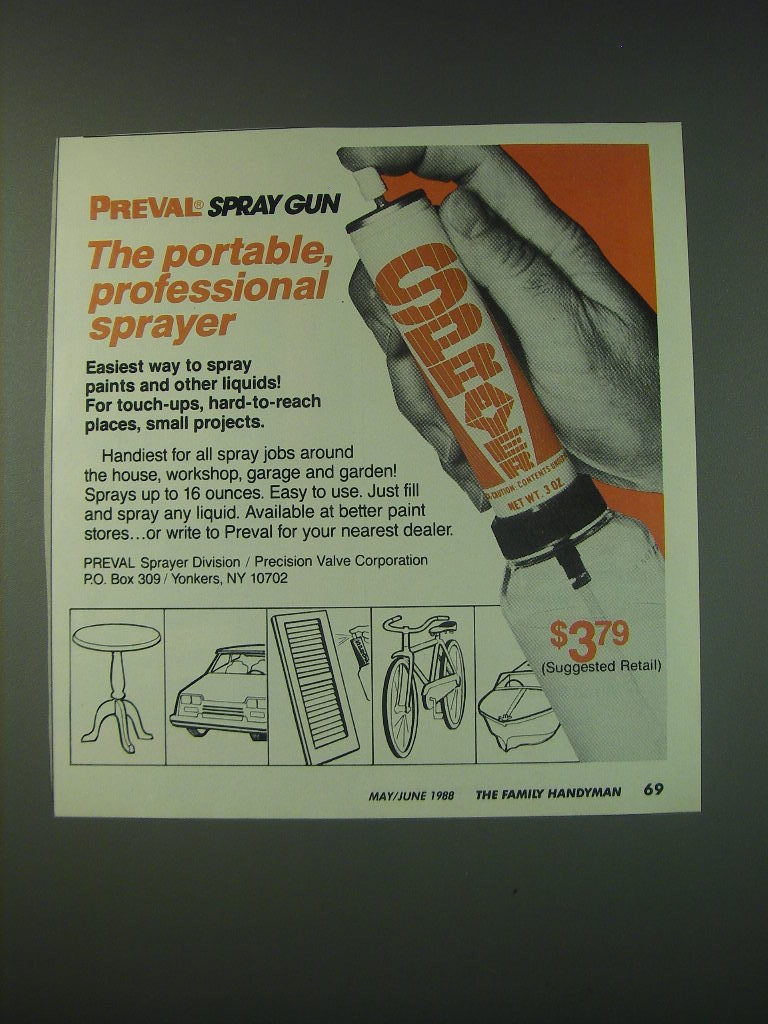 PREVAL® SPRAY GUN
The portable,
professional
sprayer
Easiest way to spray
paints and other liquids!
For touch-ups, hard-to-reach
places, small projects.
Handiest for all spray jobs around
the house, workshop, garage and garden!
Sprays up to 16 ounces. Easy to use. Just fill
and spray any liquid. Available at better paint
stores...or write to Preval for your nearest dealer.
PREVAL Sprayer Division / Precision Valve Corporation
P.O. Box 309 / Yonkers, NY 10702
SPRAYER
CAUTION: CONTENTS UNDER
NET WT. 3 OZ.
$3.79
(Suggested Retail)
MAY/JUNE 1988 THE FAMILY HANDYMAN 69